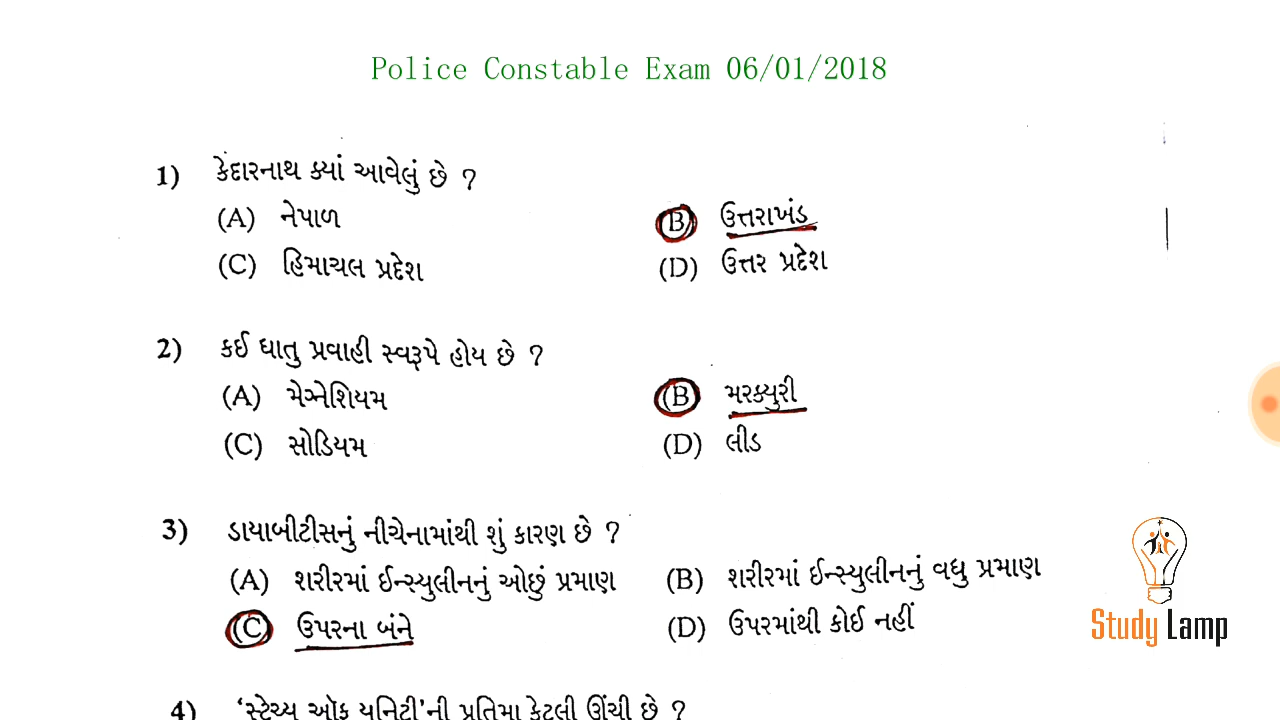 Police Constable Exam 06/01/2018
1) કેદારનાથ ક્યાં આવેલું છે ?
(A) નેપાળ (B) ઉત્તરાખંડ
(C) હિમાચલ પ્રદેશ (D) ઉત્તર પ્રદેશ
2) કઈ ધાતુ પ્રવાહી સ્વરૂપે હોય છે ?
(A) મેગ્નેશિયમ (B) મરક્યુરી
(C) સોડિયમ (D) લીડ
3) ડાયાબીટીસનું નીચેનામાંથી શું કારણ છે ?
(A) શરીરમાં ઈન્સ્યુલીનનું ઓછું પ્રમાણ (B) શરીરમાં ઈન્સ્યુલીનનું વધુ પ્રમાણ
(C) ઉપરના બંને (D) ઉપરમાંથી કોઈ નહીં
Study Lamp
4) ‘સ્ટેચ્યુ ઑફ યુનિટી’ની પ્રતિમા કેટલી ઊંચી છે ?